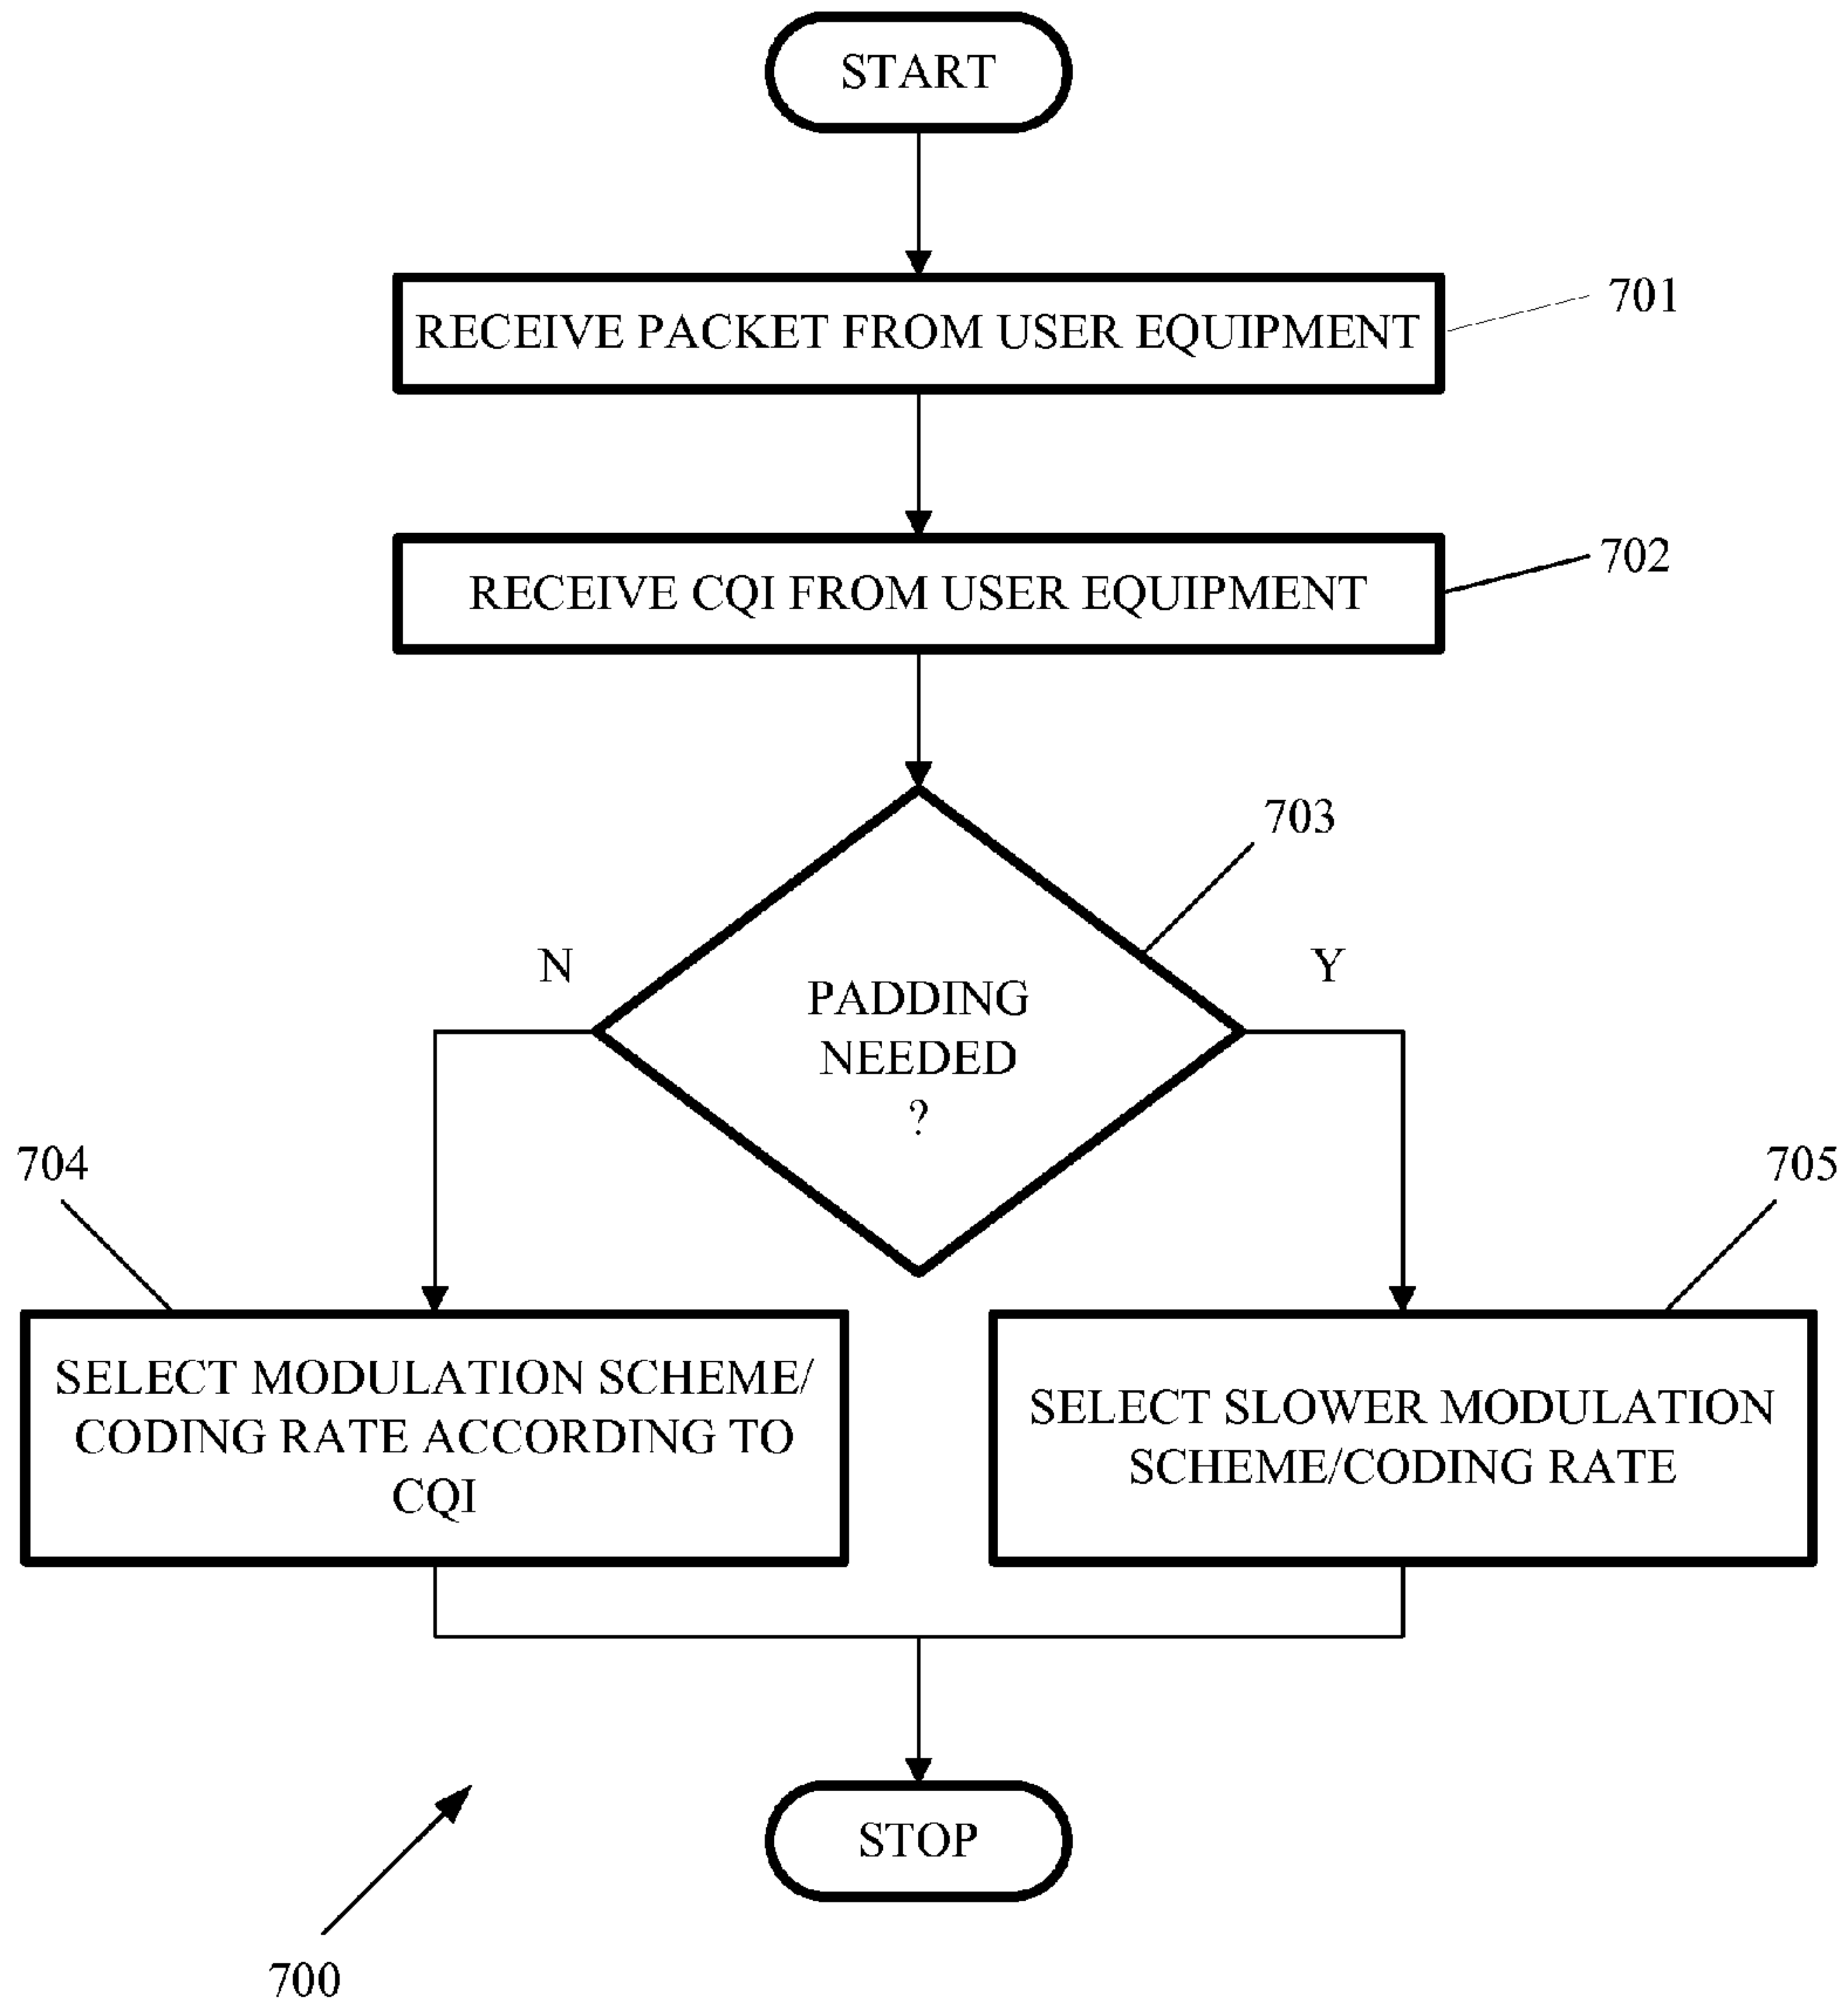 START
RECEIVE PACKET FROM USER EQUIPMENT
701
RECEIVE CQI FROM USER EQUIPMENT
702
703
N
Y
PADDING
NEEDED
?
704
705
SELECT MODULATION SCHEME/
CODING RATE ACCORDING TO
CQI
SELECT SLOWER MODULATION
SCHEME/CODING RATE
STOP
700